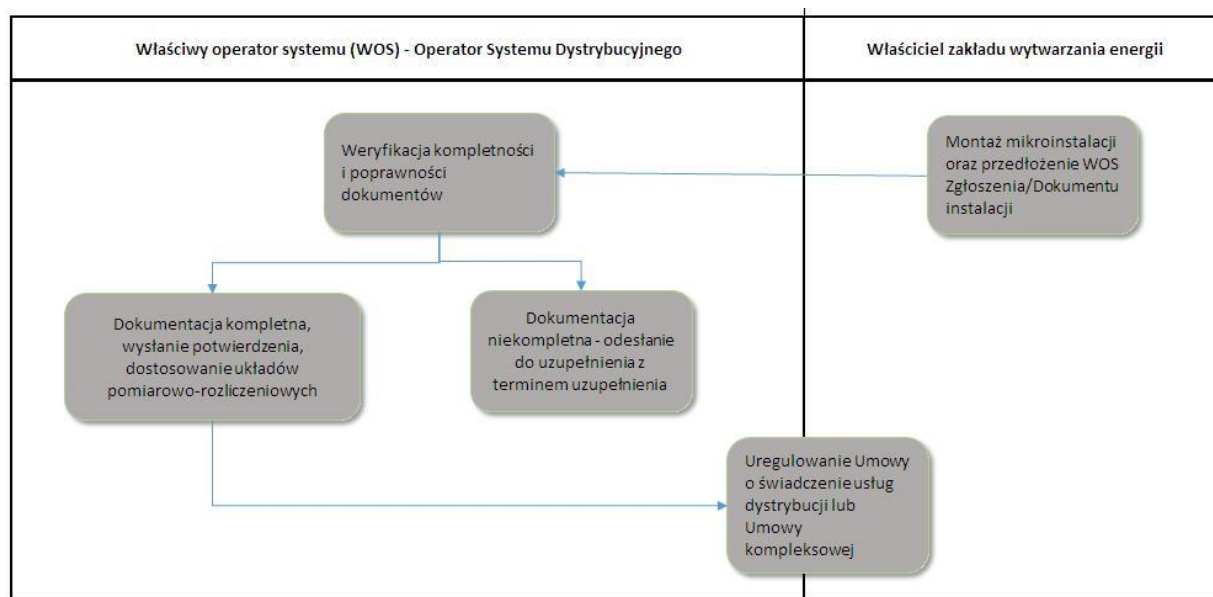 Właściwy operator systemu (WOS) - Operator Systemu Dystrybucyjnego
Właściciel zakładu wytwarzania energii
Weryfikacja kompletności
i poprawności
dokumentów
Montaż mikroinstalacji
oraz przedłożenie WOS
Zgłoszenia/Dokumentu
instalacji
Dokumentacja kompletna,
wysłanie potwierdzenia,
dostosowanie układów
pomiarowo-rozliczeniowych
Dokumentacja
niekompletna - odesłanie
do uzupełnienia z
terminem uzupełnienia
Uregulowanie Umowy
o świadczenie usług
dystrybucji lub
Umowy
kompleksowej